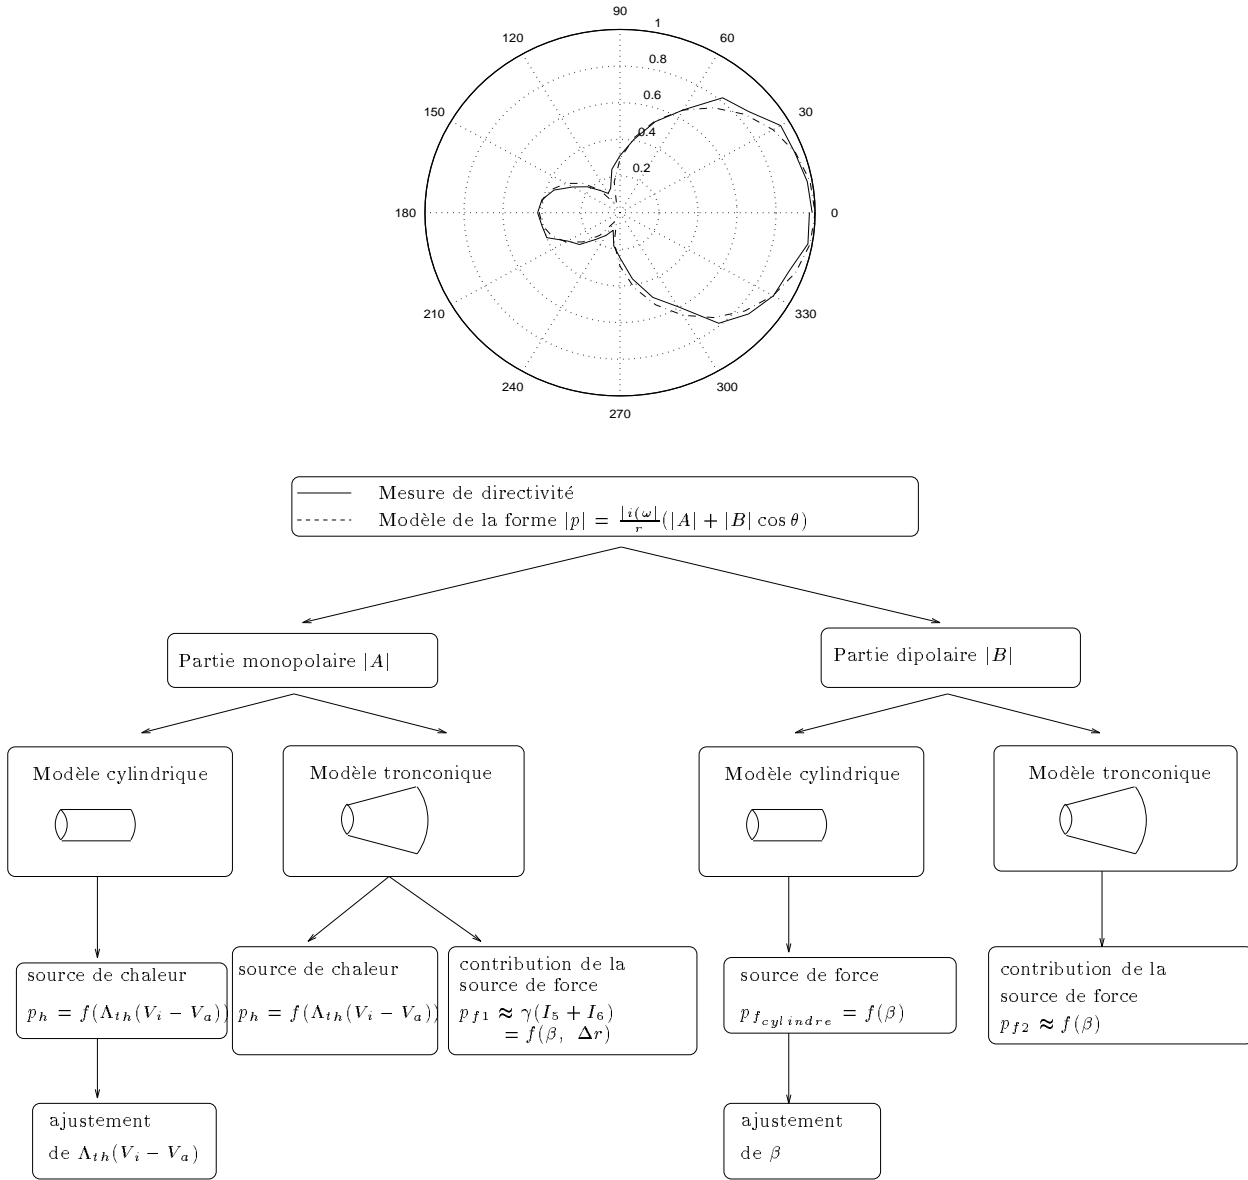 90
1
120
60
0.8
0.6
150
30
0.4
0.2
180
0
210
330
240
300
270
Mesure de directivité
Modèle de la forme |p| = |i(ω|/r (|A| + |B| cos θ)
Partie monopolaire |A|
Partie dipolaire |B|
Modèle cylindrique
Modèle tronconique
Modèle cylindrique
Modèle tronconique
source de chaleur
p_h = f(Λ_th(V_i − V_a))
source de chaleur
p_h = f(Λ_th(V_i − V_a))
contribution de la
source de force
p_f1 ≈ γ(I_5 + I_6)
= f(β, Δr)
source de force
p_f_cylindre = f(β)
contribution de la
source de force
p_f2 ≈ f(β)
ajustement
de Λ_th(V_i − V_a)
ajustement
de β